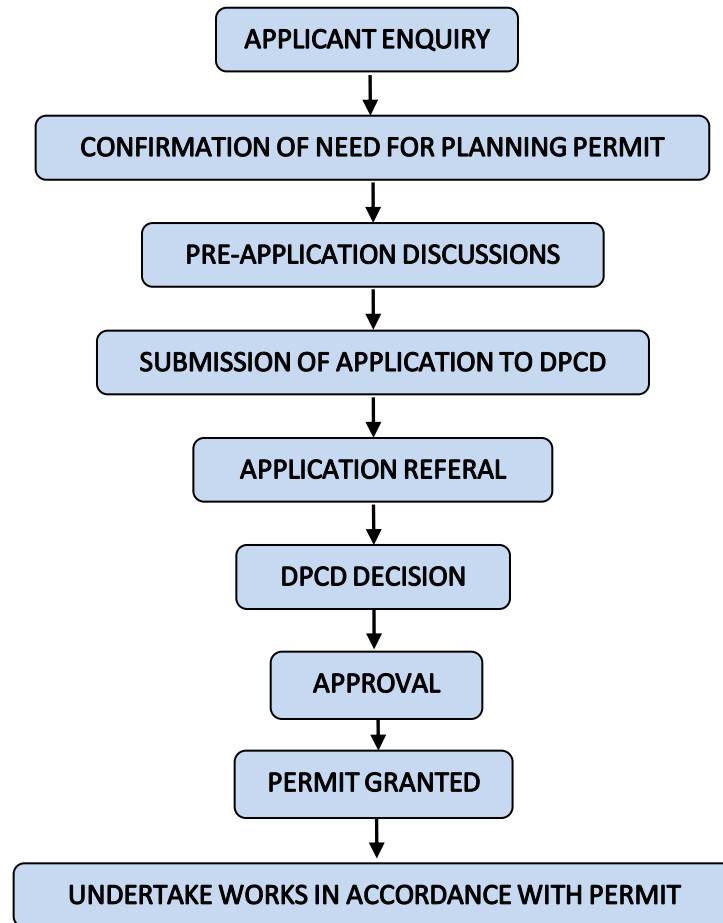 APPLICANT ENQUIRY
CONFIRMATION OF NEED FOR PLANNING PERMIT
PRE-APPLICATION DISCUSSIONS
SUBMISSION OF APPLICATION TO DPCD
APPLICATION REFERAL
DPCD DECISION
APPROVAL
PERMIT GRANTED
UNDERTAKE WORKS IN ACCORDANCE WITH PERMIT